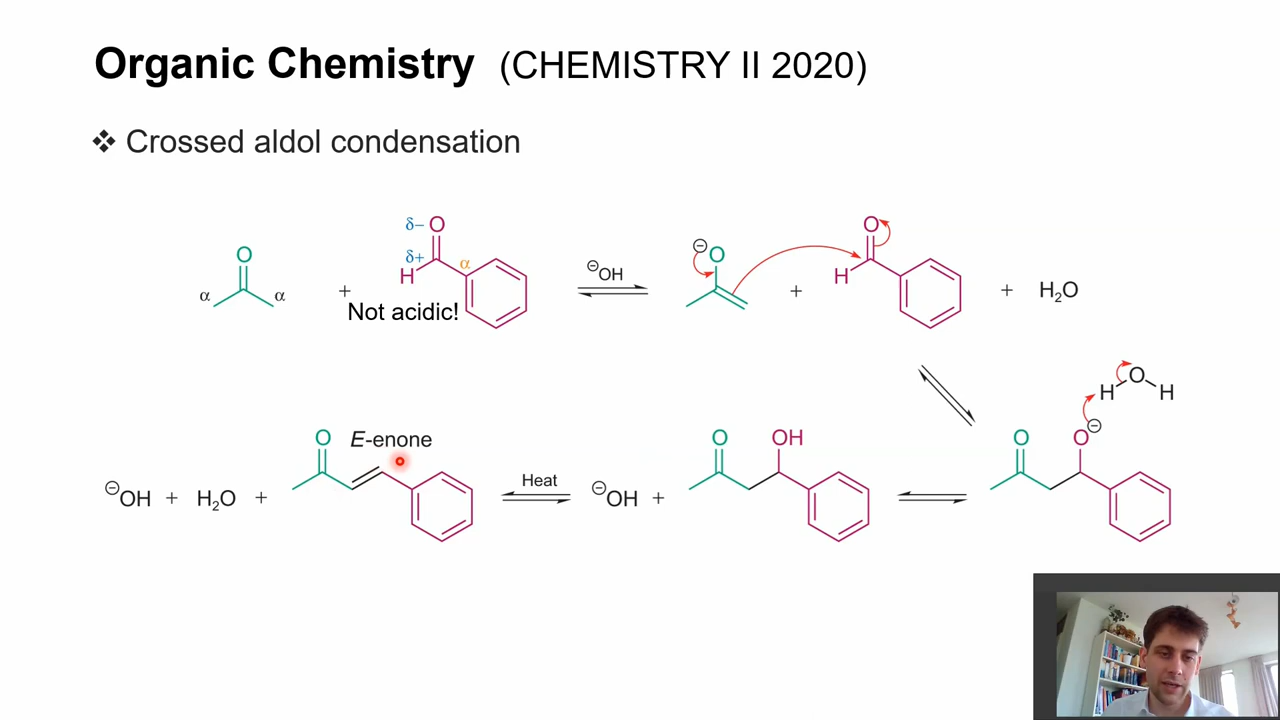 Organic Chemistry (CHEMISTRY II 2020)
❖ Crossed aldol condensation
δ− O
O
δ+ α
H
α α
+
Not acidic!
⊖OH
⊖O
O
H
+
+ H₂O
H O H
O O⊖
O OH
Heat
⊖OH +
O E-enone
⊖OH + H₂O +